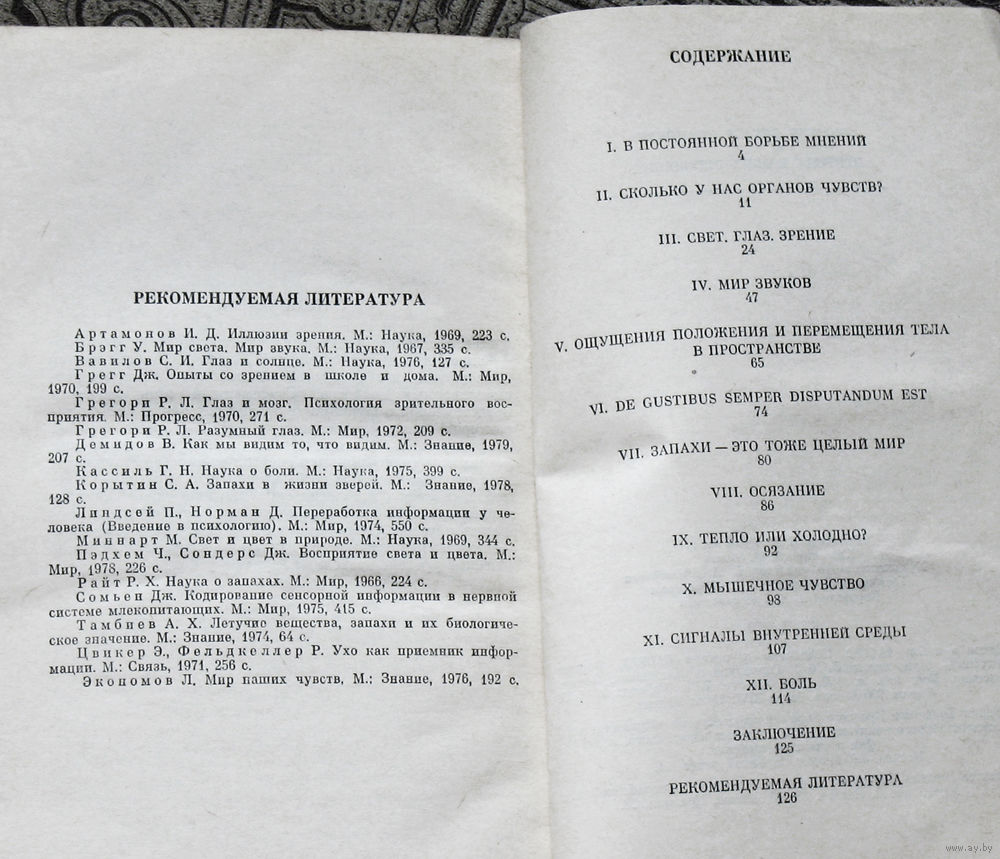 РЕКОМЕНДУЕМАЯ ЛИТЕРАТУРА
Артамонов И. Д. Иллюзии зрения. М.: Наука, 1969, 223 с.
Брэгг У. Мир света. Мир звука. М.: Наука, 1967, 335 с.
Вавилов С. И. Глаз и солнце. М.: Наука, 1976, 127 с.
Грегг Дж. Опыты со зрением в школе и дома. М.: Мир,
1970, 199 с.
Грегори Р. Л. Глаз и мозг. Психология зрительного вос-
приятия. М.: Прогресс, 1970, 271 с.
Грегори Р. Л. Разумный глаз. М.: Мир, 1972, 209 с.
Демидов В. Как мы видим то, что видим. М.: Знание, 1979,
207 с.
Кассиль Г. Н. Наука о боли. М.: Наука, 1975, 399 с.
Корытин С. А. Запахи в жизни зверей. М.: Знание, 1978,
128 с.
Линдсей П., Норман Д. Переработка информации у че-
ловека (Введение в психологию). М.: Мир, 1974, 550 с.
Миннарт М. Свет и цвет в природе. М.: Наука, 1969, 344 с.
Пэдхем Ч., Сондерс Дж. Восприятие света и цвета. М.:
Мир, 1978, 226 с.
Райт Р. Х. Наука о запахах. М.: Мир, 1966, 224 с.
Сомьен Дж. Кодирование сенсорной информации в нервной
системе млекопитающих. М.: Мир, 1975, 415 с.
Тамбиев А. Х. Летучие вещества, запахи и их биологиче-
ское значение. М.: Знание, 1974, 64 с.
Цвикер Э., Фельдкеллер Р. Ухо как приемник инфор-
мации. М.: Связь, 1971, 256 с.
Экономов Л. Мир наших чувств. М.: Знание, 1976, 192 с.
СОДЕРЖАНИЕ
I. В ПОСТОЯННОЙ БОРЬБЕ МНЕНИЙ
4
II. СКОЛЬКО У НАС ОРГАНОВ ЧУВСТВ?
11
III. СВЕТ. ГЛАЗ. ЗРЕНИЕ
24
IV. МИР ЗВУКОВ
47
V. ОЩУЩЕНИЯ ПОЛОЖЕНИЯ И ПЕРЕМЕЩЕНИЯ ТЕЛА
В ПРОСТРАНСТВЕ
65
VI. DE GUSTIBUS SEMPER DISPUTANDUM EST
74
VII. ЗАПАХИ — ЭТО ТОЖЕ ЦЕЛЫЙ МИР
80
VIII. ОСЯЗАНИЕ
86
IX. ТЕПЛО ИЛИ ХОЛОДНО?
92
X. МЫШЕЧНОЕ ЧУВСТВО
98
XI. СИГНАЛЫ ВНУТРЕННЕЙ СРЕДЫ
107
XII. БОЛЬ
114
ЗАКЛЮЧЕНИЕ
125
РЕКОМЕНДУЕМАЯ ЛИТЕРАТУРА
126
www.ay.by